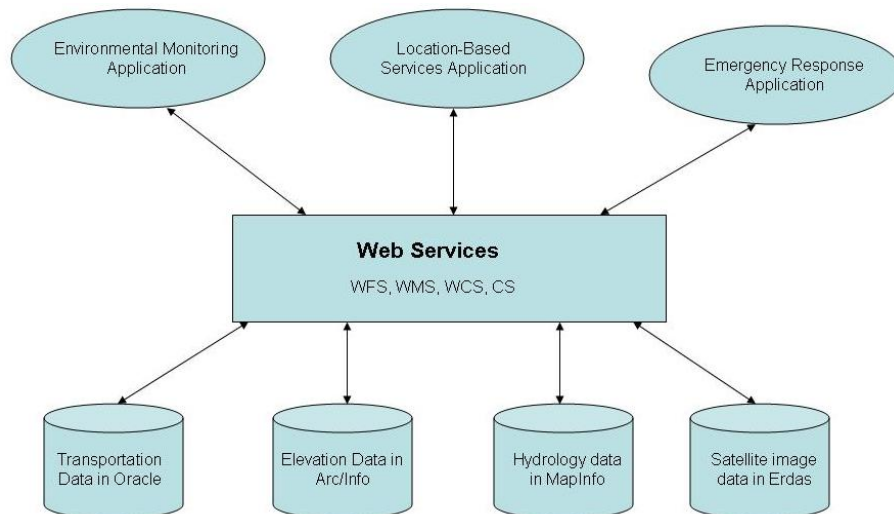 Environmental Monitoring
Application
Location-Based
Services Application
Emergency Response
Application
Web Services
WFS, WMS, WCS, CS
Transportation
Data in Oracle
Elevation Data in
Arc/Info
Hydrology data
in MapInfo
Satellite image
data in Erdas